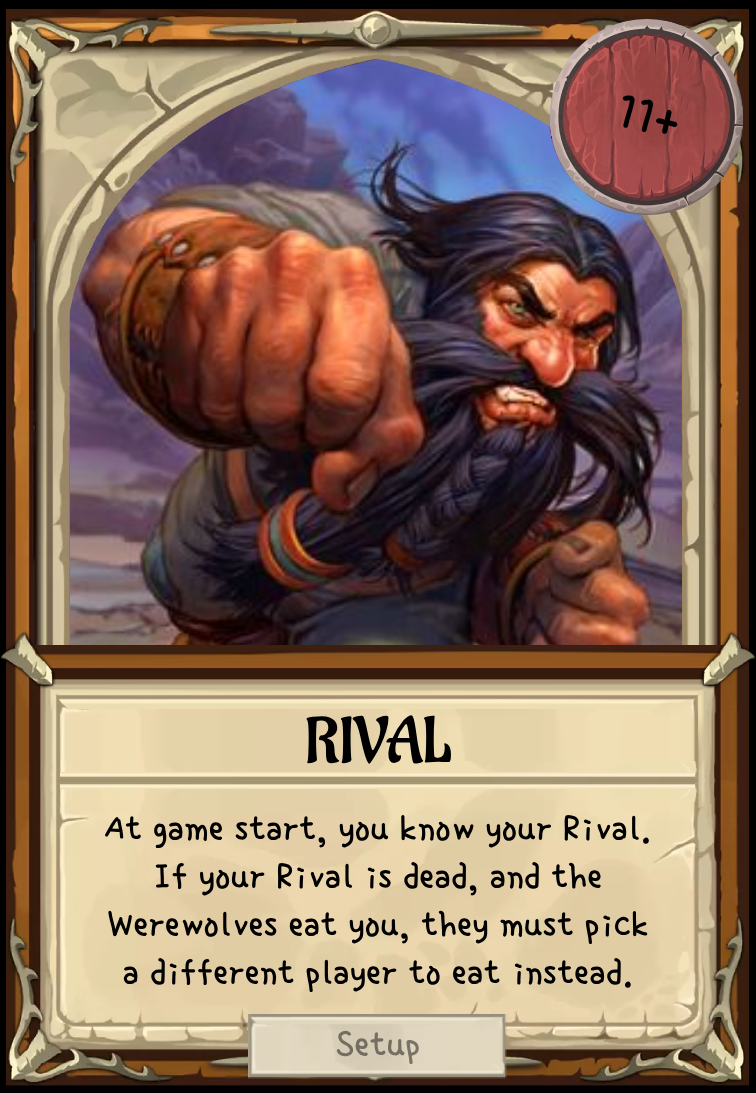 11+
RIVAL
At game start, you know your Rival.
If your Rival is dead, and the
Werewolves eat you, they must pick
a different player to eat instead.
Setup